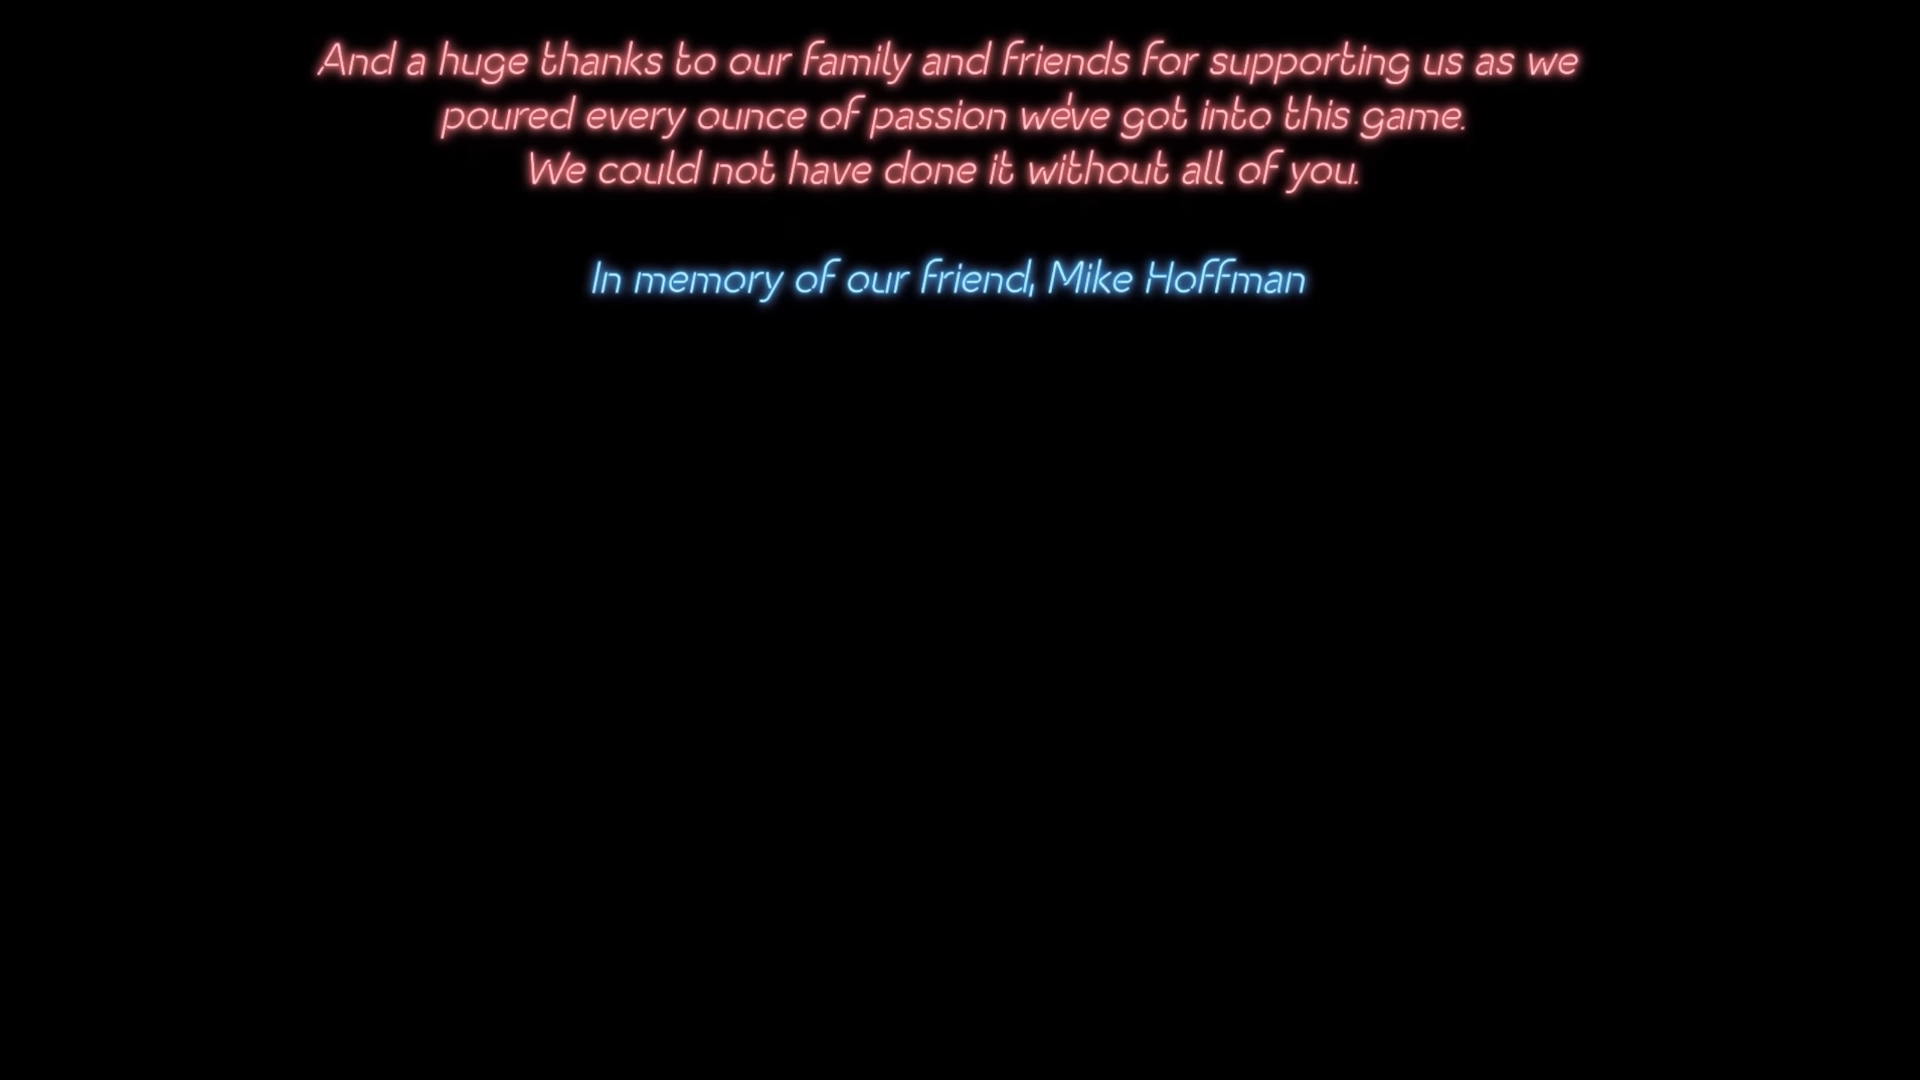 And a huge thanks to our family and friends for supporting us as we
poured every ounce of passion we've got into this game.
We could not have done it without all of you.
In memory of our friend, Mike Hoffman